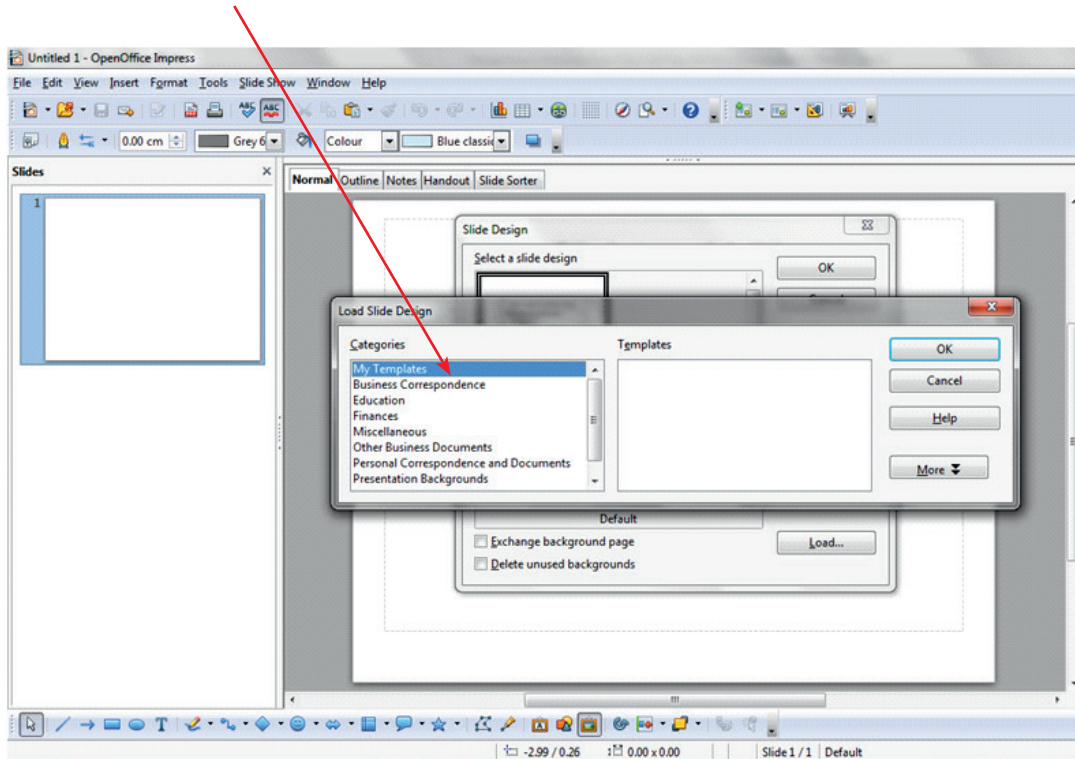 Untitled 1 - OpenOffice Impress
File Edit View Insert Format Tools Slide Show Window Help
ABC ABC
0.00 cm Grey 6 Colour Blue classic
Slides × Normal Outline Notes Handout Slide Sorter
1
Slide Design
Select a slide design
OK
Load Slide Design
Categories Templates
OK
My Templates
Business Correspondence
Cancel
Education
Finances
Help
Miscellaneous
Other Business Documents
Personal Correspondence and Documents
More
Presentation Backgrounds
Default
Exchange background page
Load...
Delete unused backgrounds
T
-2.99 / 0.26 0.00 x 0.00 Slide 1 / 1 Default